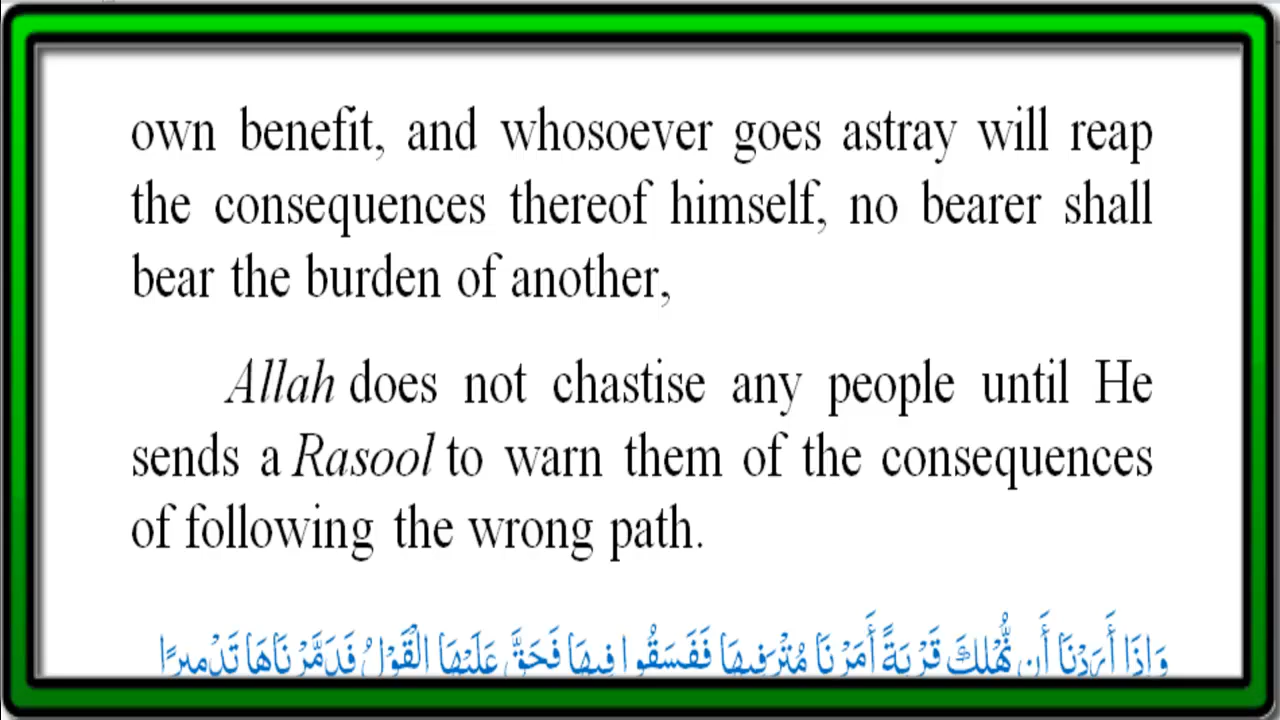 own benefit, and whosoever goes astray will reap
the consequences thereof himself, no bearer shall
bear the burden of another,
Allah does not chastise any people until He
sends a Rasool to warn them of the consequences
of following the wrong path.
وَإِذَا أَرَدْنَا أَن نُّهْلِكَ قَرْيَةً أَمَرْنَا مُتْرَفِيهَا فَفَسَقُوا فِيهَا فَحَقَّ عَلَيْهَا الْقَوْلُ فَدَمَّرْنَاهَا تَدْمِيرًا